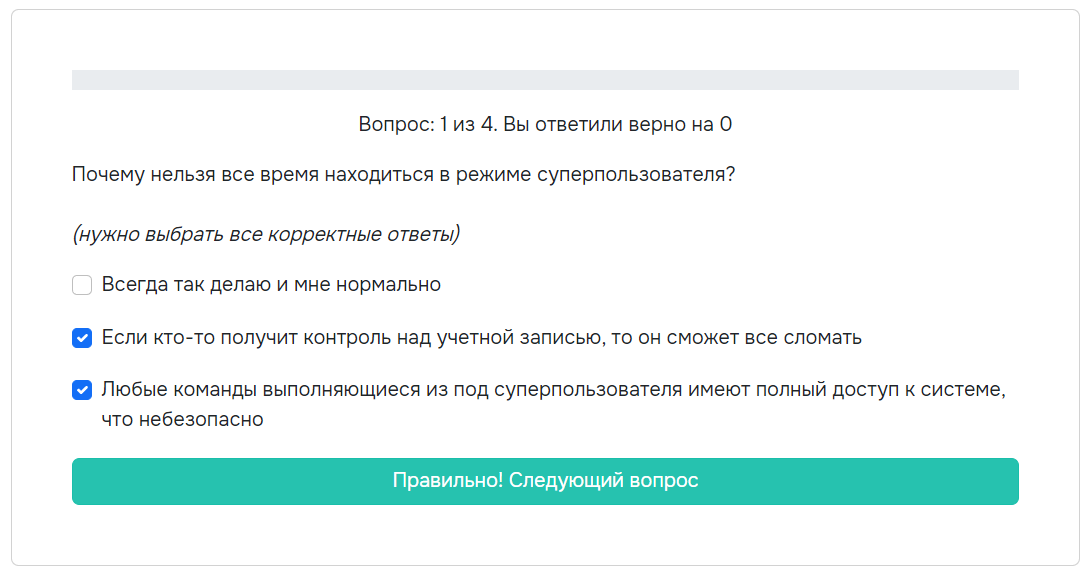 Вопрос: 1 из 4. Вы ответили верно на 0
Почему нельзя все время находиться в режиме суперпользователя?
(нужно выбрать все корректные ответы)
Всегда так делаю и мне нормально
Если кто-то получит контроль над учетной записью, то он сможет все сломать
Любые команды выполняющиеся из под суперпользователя имеют полный доступ к системе,
что небезопасно
Правильно! Следующий вопрос